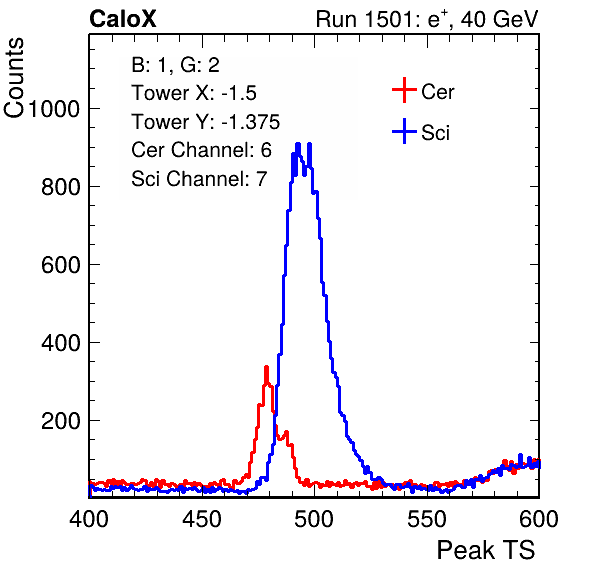 CaloX Run 1501: e⁺, 40 GeV
Counts
B: 1, G: 2
Tower X: -1.5
Tower Y: -1.375
Cer Channel: 6
Sci Channel: 7
Cer
Sci
1000
800
600
400
200
400 450 500 550 600
Peak TS